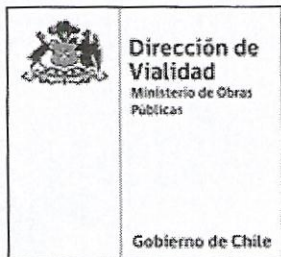 Dirección de
Vialidad
Ministerio de Obras
Públicas
Gobierno de Chile